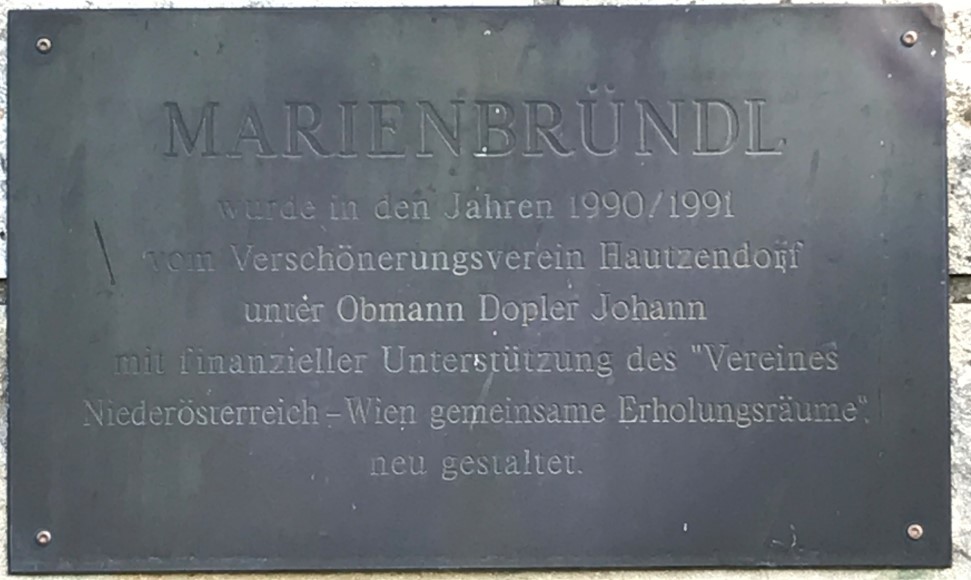 MARIENBRÜNDL
wurde in den Jahren 1990/1991
vom Verschönerungsverein Hautzendorf
unter Obmann Dopler Johann
mit finanzieller Unterstützung des "Vereines
Niederösterreich - Wien gemeinsame Erholungsräume"
neu gestaltet.